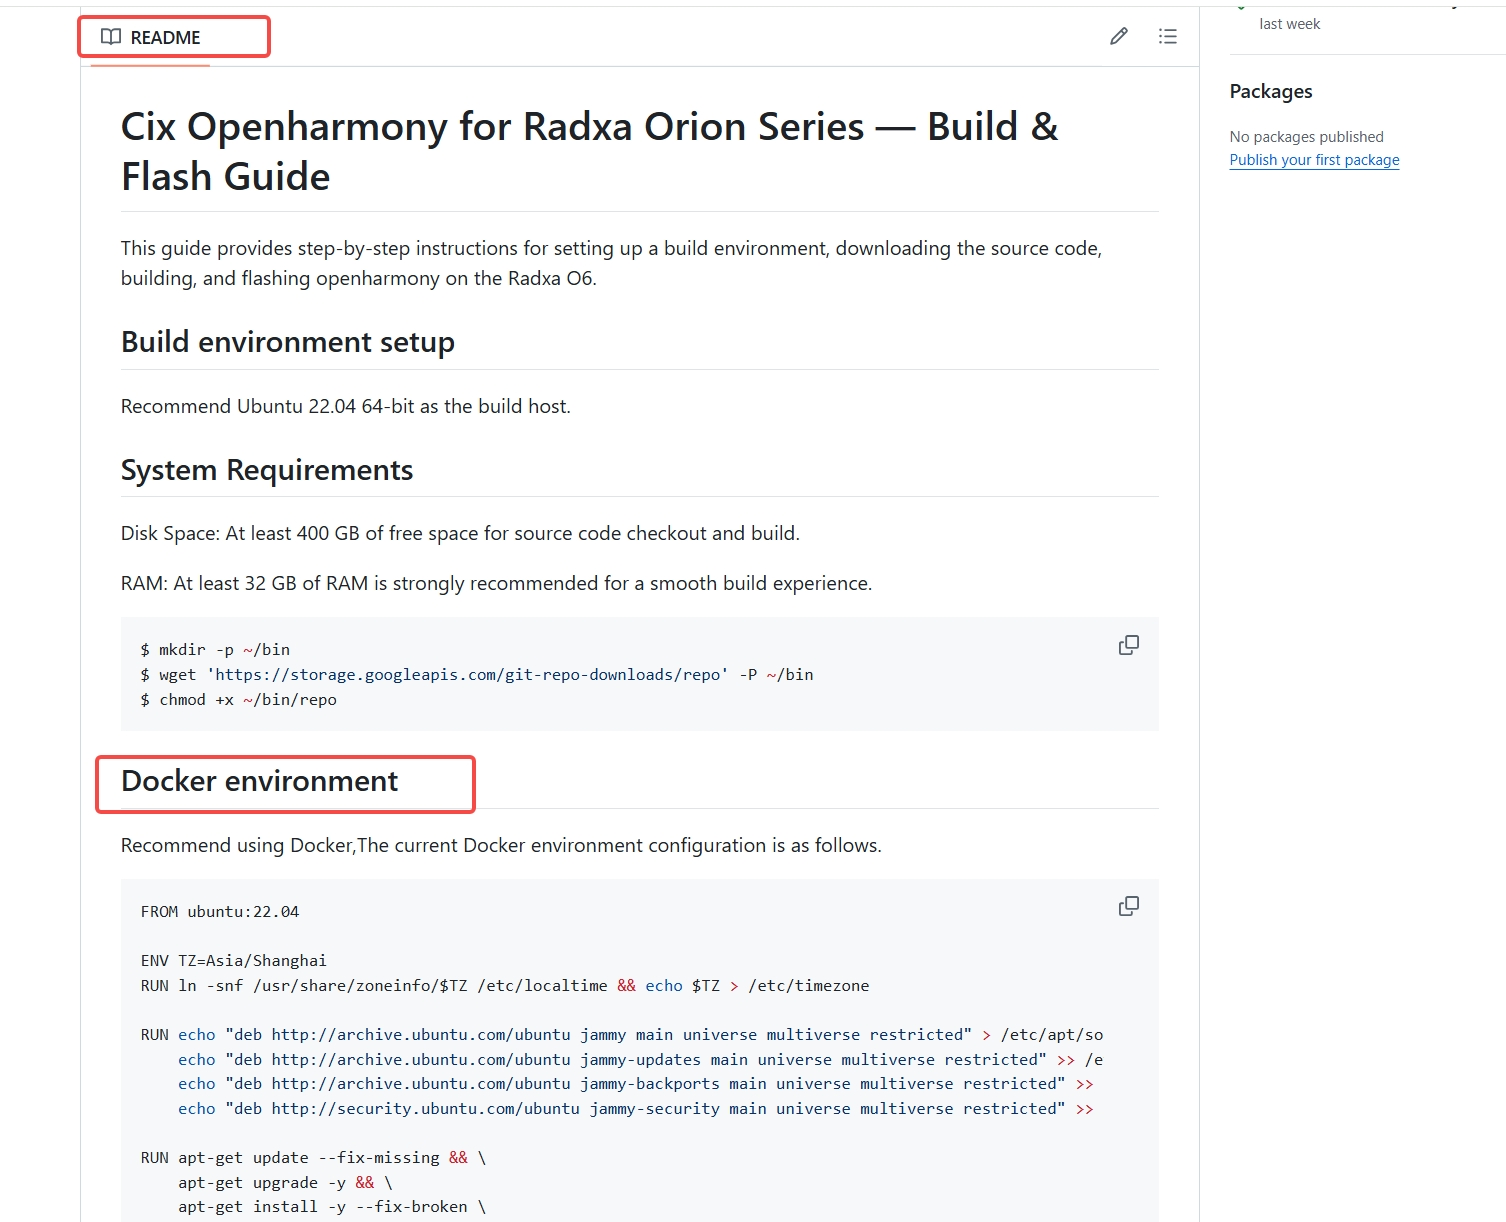 README
last week
Packages
No packages published
Publish your first package
Cix Openharmony for Radxa Orion Series — Build &
Flash Guide
This guide provides step-by-step instructions for setting up a build environment, downloading the source code,
building, and flashing openharmony on the Radxa O6.
Build environment setup
Recommend Ubuntu 22.04 64-bit as the build host.
System Requirements
Disk Space: At least 400 GB of free space for source code checkout and build.
RAM: At least 32 GB of RAM is strongly recommended for a smooth build experience.
$ mkdir -p ~/bin
$ wget 'https://storage.googleapis.com/git-repo-downloads/repo' -P ~/bin
$ chmod +x ~/bin/repo
Docker environment
Recommend using Docker,The current Docker environment configuration is as follows.
FROM ubuntu:22.04
ENV TZ=Asia/Shanghai
RUN ln -snf /usr/share/zoneinfo/$TZ /etc/localtime && echo $TZ > /etc/timezone
RUN echo "deb http://archive.ubuntu.com/ubuntu jammy main universe multiverse restricted" > /etc/apt/so
echo "deb http://archive.ubuntu.com/ubuntu jammy-updates main universe multiverse restricted" >> /e
echo "deb http://archive.ubuntu.com/ubuntu jammy-backports main universe multiverse restricted" >>
echo "deb http://security.ubuntu.com/ubuntu jammy-security main universe multiverse restricted" >>
RUN apt-get update --fix-missing && \
apt-get upgrade -y && \
apt-get install -y --fix-broken \